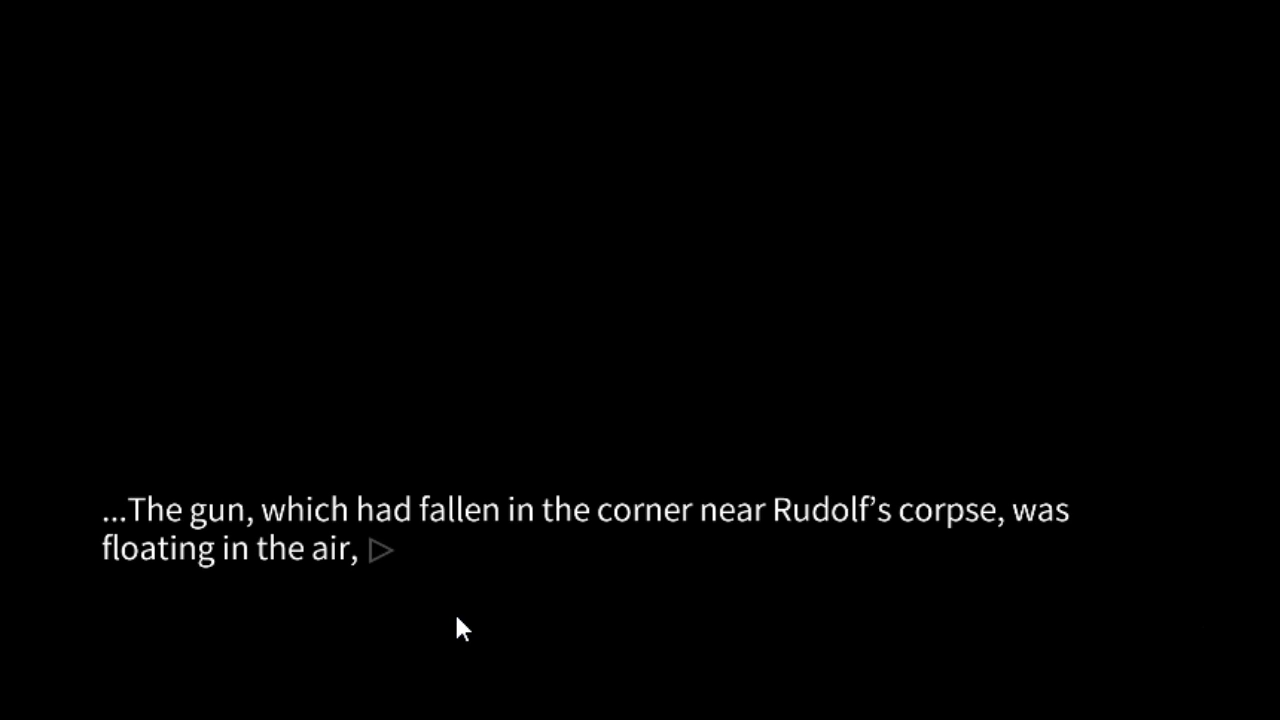 ...The gun, which had fallen in the corner near Rudolf’s corpse, was
floating in the air,